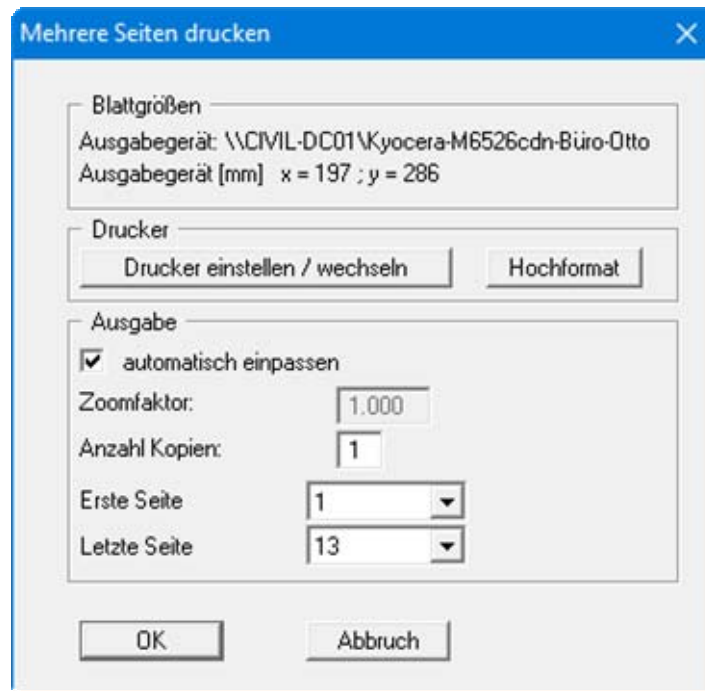 Mehrere Seiten drucken
Blattgrößen
Ausgabegerät: \\CIVIL-DC01\Kyocera-M6526cdn-Büro-Otto
Ausgabegerät [mm] x = 197 ; y = 286
Drucker
Drucker einstellen / wechseln Hochformat
Ausgabe
automatisch einpassen
Zoomfaktor: 1.000
Anzahl Kopien: 1
Erste Seite 1
Letzte Seite 13
OK Abbruch